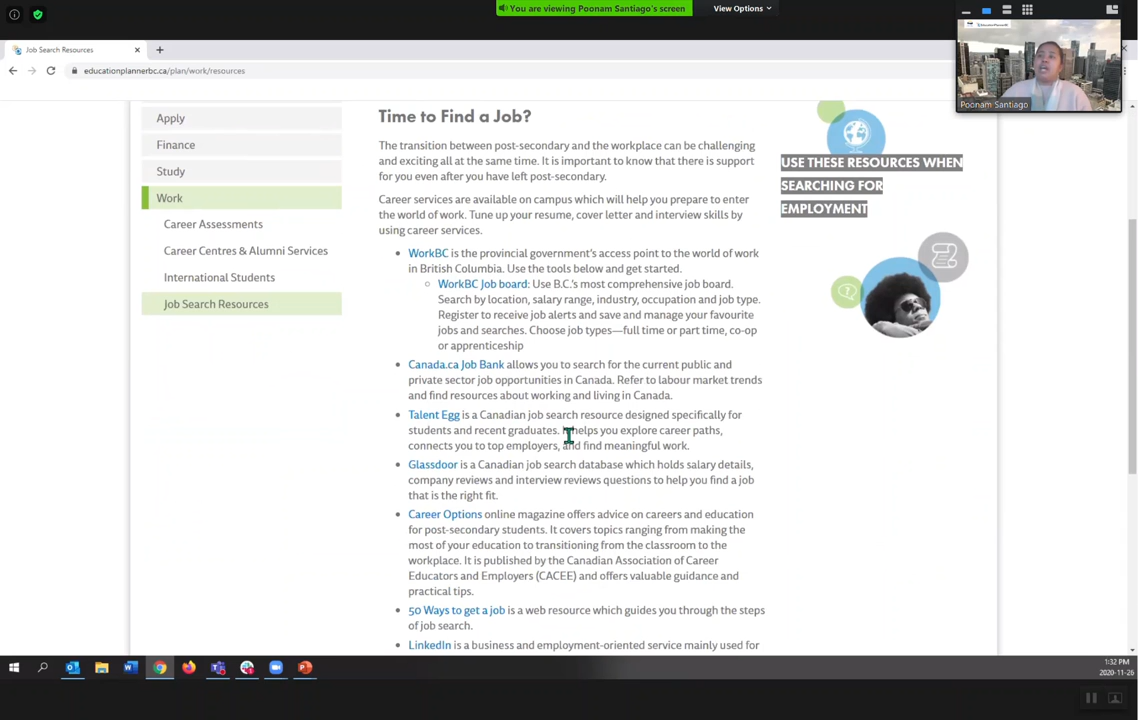 You are viewing Poonam Santiago's screen
View Options
Job Search Resources
educationplannerbc.ca/plan/work/resources
Poonam Santiago
Apply
Finance
Study
Work
Career Assessments
Career Centres & Alumni Services
International Students
Job Search Resources
Time to Find a Job?
The transition between post-secondary and the workplace can be challenging
and exciting all at the same time. It is important to know that there is support
for you even after you have left post-secondary.
Career services are available on campus which will help you prepare to enter
the world of work. Tune up your resume, cover letter and interview skills by
using career services.
• WorkBC is the provincial government's access point to the world of work
in British Columbia. Use the tools below and get started.
◦ WorkBC Job board: Use B.C.'s most comprehensive job board.
Search by location, salary range, industry, occupation and job type.
Register to receive job alerts and save and manage your favourite
jobs and searches. Choose job types—full time or part time, co-op
or apprenticeship
• Canada.ca Job Bank allows you to search for the current public and
private sector job opportunities in Canada. Refer to labour market trends
and find resources about working and living in Canada.
• Talent Egg is a Canadian job search resource designed specifically for
students and recent graduates. It helps you explore career paths,
connects you to top employers, and find meaningful work.
• Glassdoor is a Canadian job search database which holds salary details,
company reviews and interview reviews questions to help you find a job
that is the right fit.
• Career Options online magazine offers advice on careers and education
for post-secondary students. It covers topics ranging from making the
most of your education to transitioning from the classroom to the
workplace. It is published by the Canadian Association of Career
Educators and Employers (CACEE) and offers valuable guidance and
practical tips.
• 50 Ways to get a job is a web resource which guides you through the steps
of job search.
• LinkedIn is a business and employment-oriented service mainly used for
USE THESE RESOURCES WHEN
SEARCHING FOR
EMPLOYMENT
1:32 PM
2020-11-26